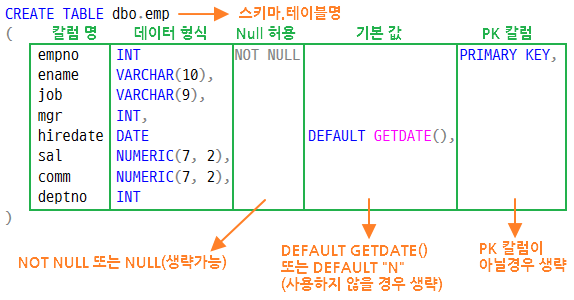 CREATE TABLE dbo.emp → 스키마.테이블명
(
칼럼 명 데이터 형식 Null 허용 기본 값 PK 칼럼
empno INT NOT NULL PRIMARY KEY,
ename VARCHAR(10),
job VARCHAR(9),
mgr INT,
hiredate DATE DEFAULT GETDATE(),
sal NUMERIC(7, 2),
comm NUMERIC(7, 2),
deptno INT
)
NOT NULL 또는 NULL(생략가능)
DEFAULT GETDATE()
또는 DEFAULT "N"
(사용하지 않을 경우 생략)
PK 칼럼이
아닐경우 생략